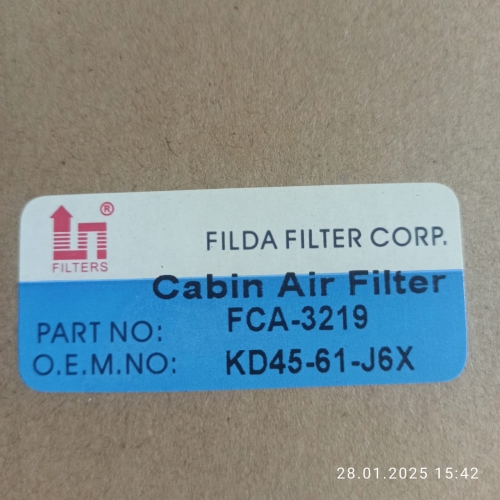 ®
FILTERS
FILDA FILTER CORP.
Cabin Air Filter
PART NO: FCA-3219
O.E.M.NO: KD45-61-J6X
28.01.2025 15:42